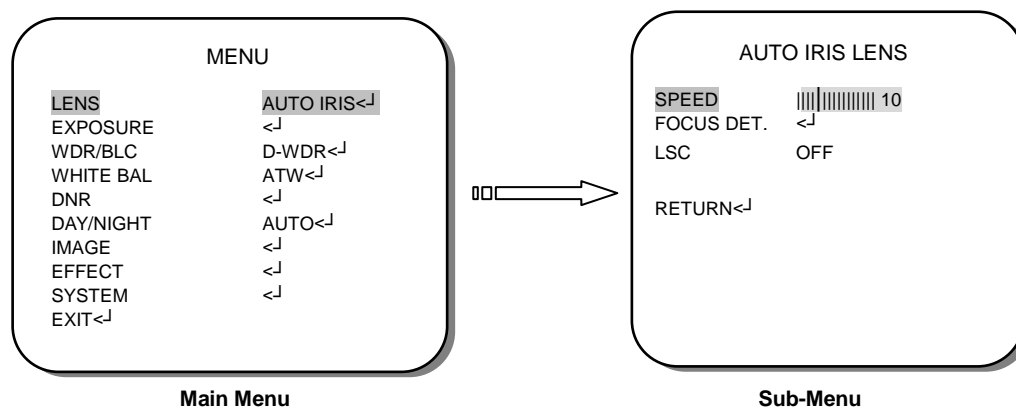 MENU
LENS AUTO IRIS<┘
EXPOSURE <┘
WDR/BLC D-WDR<┘
WHITE BAL ATW<┘
DNR <┘
DAY/NIGHT AUTO<┘
IMAGE <┘
EFFECT <┘
SYSTEM <┘
EXIT<┘
Main Menu
AUTO IRIS LENS
SPEED ||||||||||||||| 10
FOCUS DET. <┘
LSC OFF
RETURN<┘
Sub-Menu